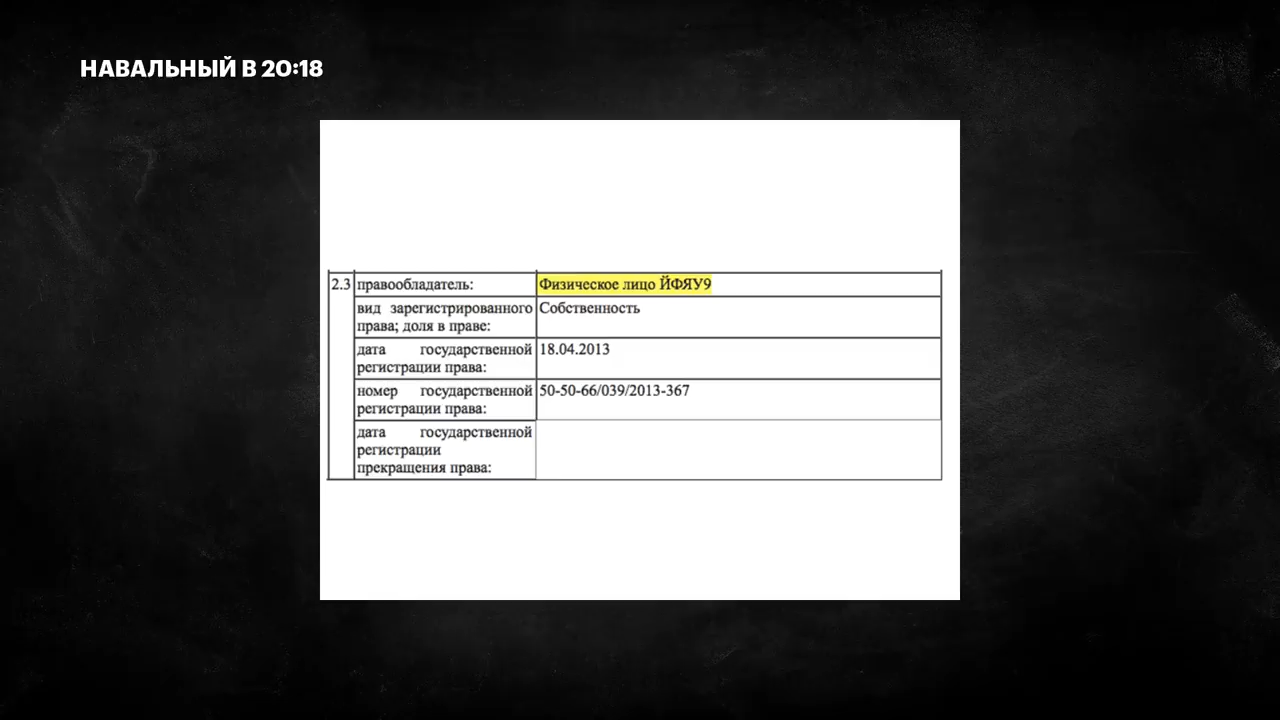 НАВАЛЬНЫЙ В 20:18
2.3 правообладатель: Физическое лицо ЙФЯУ9
вид зарегистрированного Собственность
права; доля в праве:
дата государственной 18.04.2013
регистрации права:
номер государственной 50-50-66/039/2013-367
регистрации права:
дата государственной
регистрации
прекращения права: